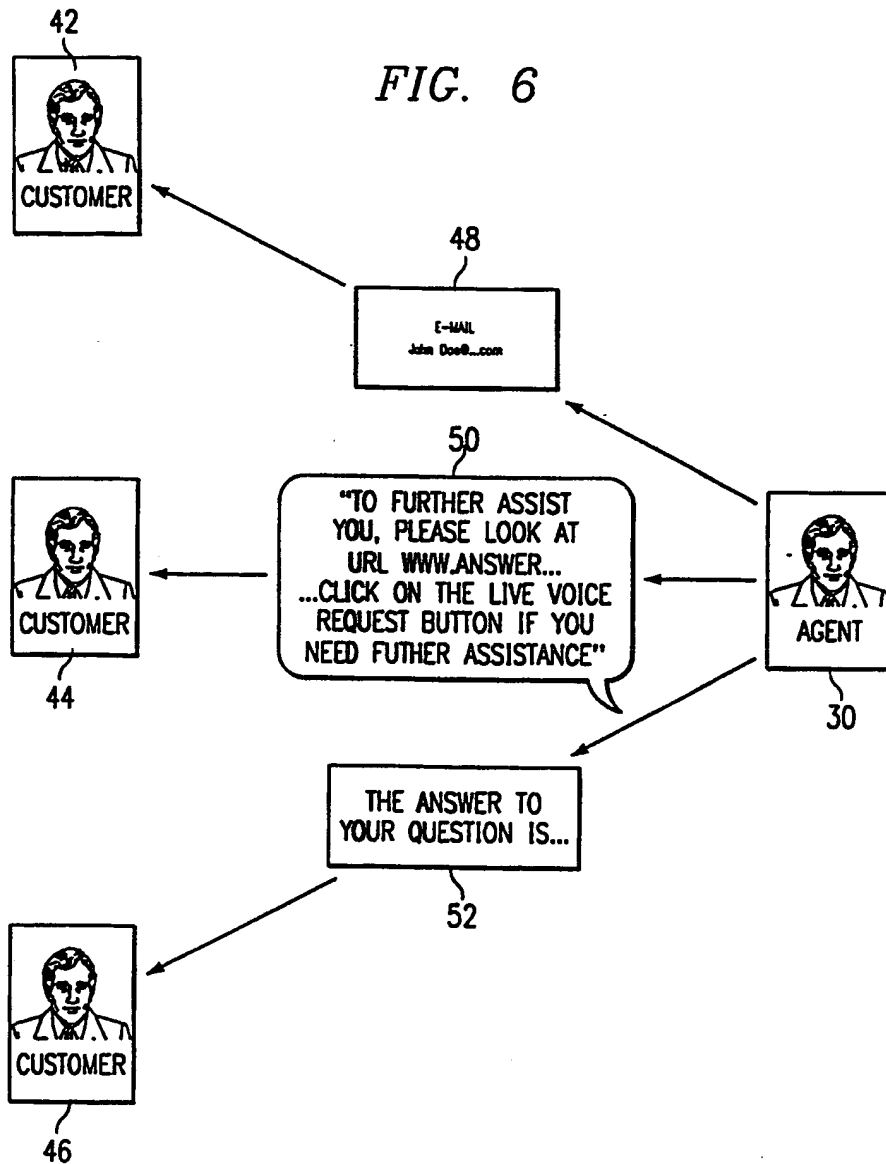 42
FIG. 6
CUSTOMER
48
E-MAIL
John Doe@...com
50
"TO FURTHER ASSIST
YOU, PLEASE LOOK AT
URL WWW.ANSWER...
...CLICK ON THE LIVE VOICE
REQUEST BUTTON IF YOU
NEED FUTHER ASSISTANCE"
CUSTOMER
44
AGENT
30
THE ANSWER TO
YOUR QUESTION IS...
52
CUSTOMER
46